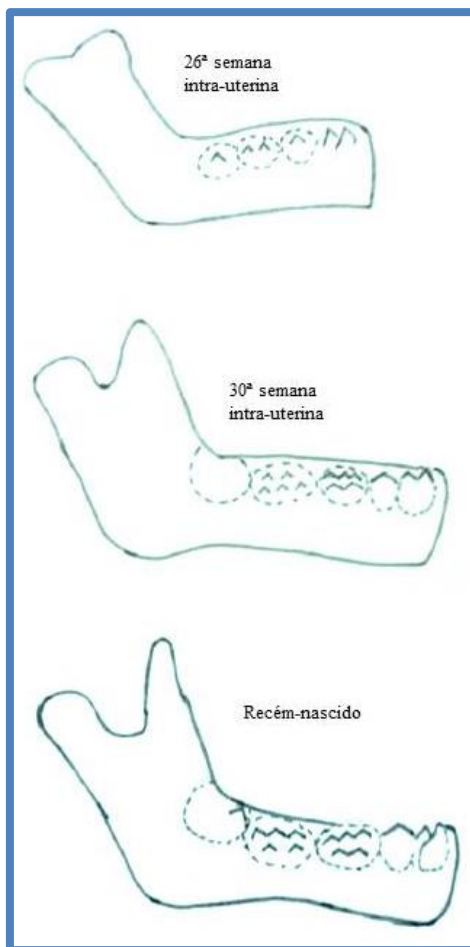 26ª semana
intra-uterina
30ª semana
intra-uterina
Recém-nascido